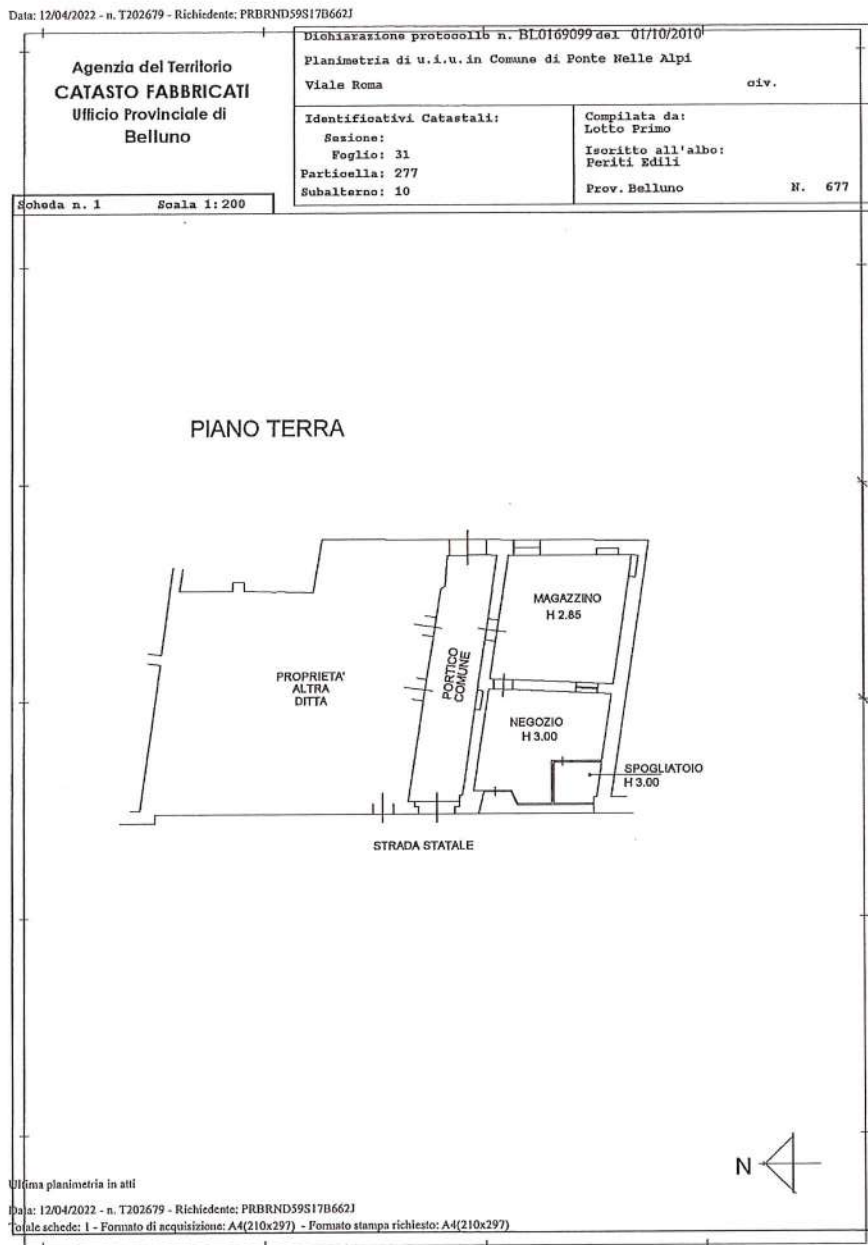 Data: 12/04/2022 - n. T202679 - Richiedente: PRBRND59S17B662J
Agenzia del Territorio
CATASTO FABBRICATI
Ufficio Provinciale di
Belluno
Dichiarazione protocollo n. BL0169099 del 01/10/2010
Planimetria di u.i.u. in Comune di Ponte Nelle Alpi
Viale Roma civ.
Identificativi Catastali:
Sezione:
Foglio: 31
Particella: 277
Subalterno: 10
Compilata da:
Lotto Primo
Iscritto all'albo:
Periti Edili
Prov. Belluno N. 677
Scheda n. 1 Scala 1:200
PIANO TERRA
MAGAZZINO
H 2.85
PORTICO
COMUNE
PROPRIETA'
ALTRA
DITTA
NEGOZIO
H 3.00
SPOGLIATOIO
H 3.00
STRADA STATALE
N
Ultima planimetria in atti
Data: 12/04/2022 - n. T202679 - Richiedente: PRBRND59S17B662J
Totale schede: 1 - Formato di acquisizione: A4(210x297) - Formato stampa richiesto: A4(210x297)